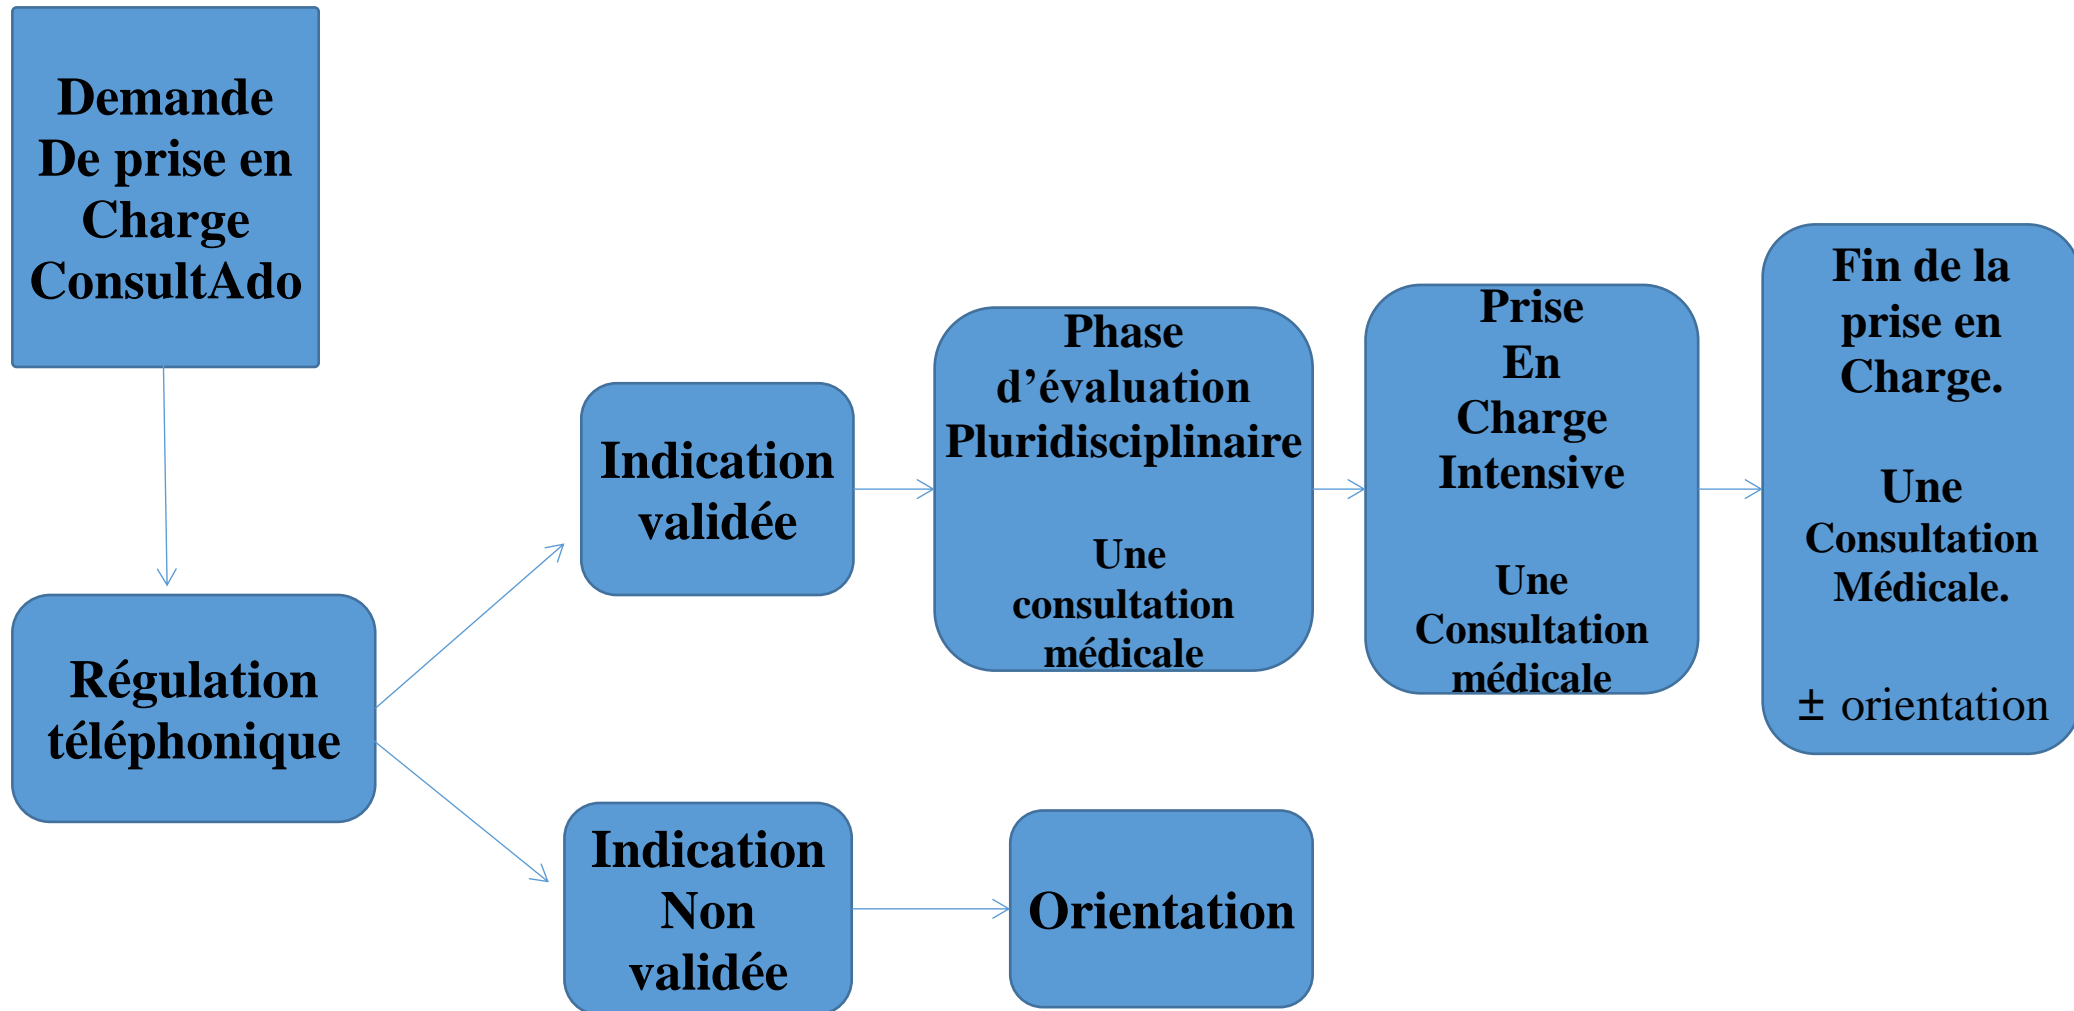 Demande
De prise en
Charge
ConsultAdo
Régulation
téléphonique
Indication
validée
Phase
d’évaluation
Pluridisciplinaire
Une
consultation
médicale
Prise
En
Charge
Intensive
Une
Consultation
médicale
Fin de la
prise en
Charge.
Une
Consultation
Médicale.
± orientation
Indication
Non
validée
Orientation